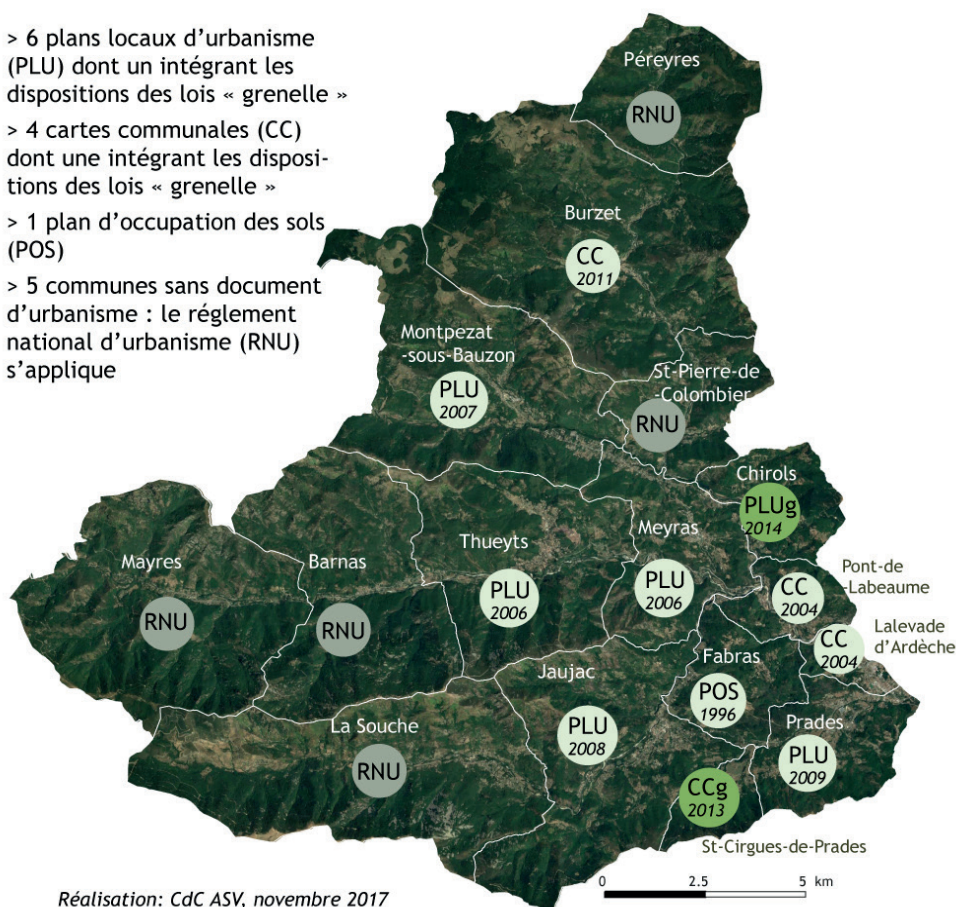 > 6 plans locaux d’urbanisme
(PLU) dont un intégrant les
dispositions des lois « grenelle »
> 4 cartes communales (CC)
dont une intégrant les disposi-
tions des lois « grenelle »
> 1 plan d’occupation des sols
(POS)
> 5 communes sans document
d’urbanisme : le réglement
national d’urbanisme (RNU)
s’applique
Péreyres
RNU
Burzet
CC
2011
Montpezat
-sous-Bauzon
PLU
2007
St-Pierre-de
-Colombier
RNU
Chirols
PLUg
2014
Meyras
PLU
2006
Thueyts
PLU
2006
Barnas
RNU
Mayres
RNU
Pont-de
-Labeaume
CC
2004
Lalevade
d’Ardèche
CC
2004
Fabras
POS
1996
Jaujac
PLU
2008
Prades
PLU
2009
La Souche
RNU
CCg
2013
St-Cirgues-de-Prades
0 2.5 5 km
Réalisation: CdC ASV, novembre 2017